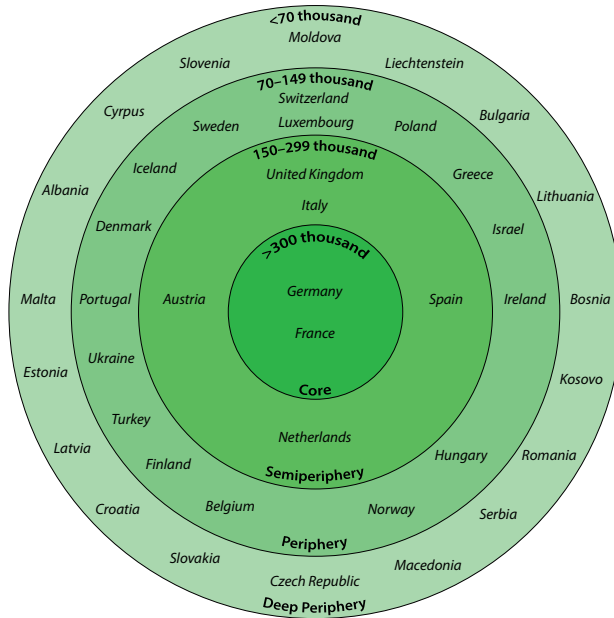 <70 thousand
Moldova
Slovenia
Liechtenstein
70-149 thousand
Switzerland
Cyrpus
Bulgaria
Sweden
Luxembourg
Poland
150-299 thousand
Iceland
United Kingdom
Greece
Albania
Lithuania
Italy
Denmark
Israel
>300 thousand
Germany
Malta
Portugal
Austria
Spain
Ireland
Bosnia
France
Ukraine
Estonia
Kosovo
Core
Turkey
Netherlands
Latvia
Hungary
Romania
Finland
Semiperiphery
Croatia
Belgium
Norway
Serbia
Periphery
Slovakia
Macedonia
Czech Republic
Deep Periphery